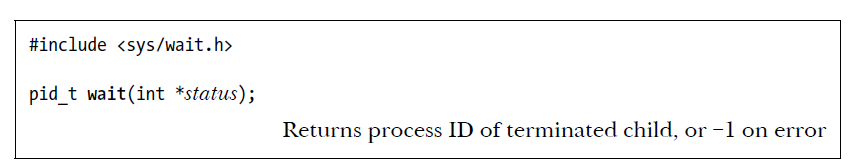 #include <sys/wait.h>
pid_t wait(int *status);
Returns process ID of terminated child, or −1 on error